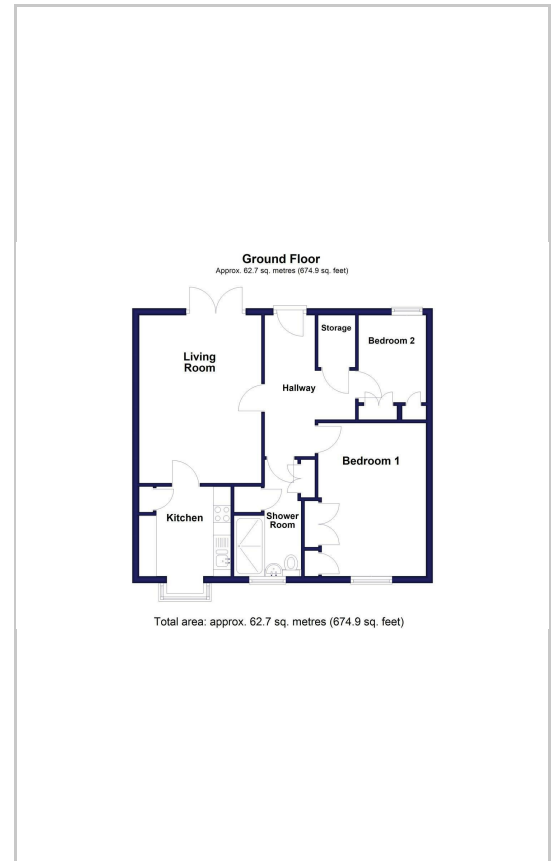 Ground Floor
Approx. 62.7 sq. metres (674.9 sq. feet)
Storage
Bedroom 2
Living
Room
Hallway
Bedroom 1
Kitchen
Shower
Room
Total area: approx. 62.7 sq. metres (674.9 sq. feet)